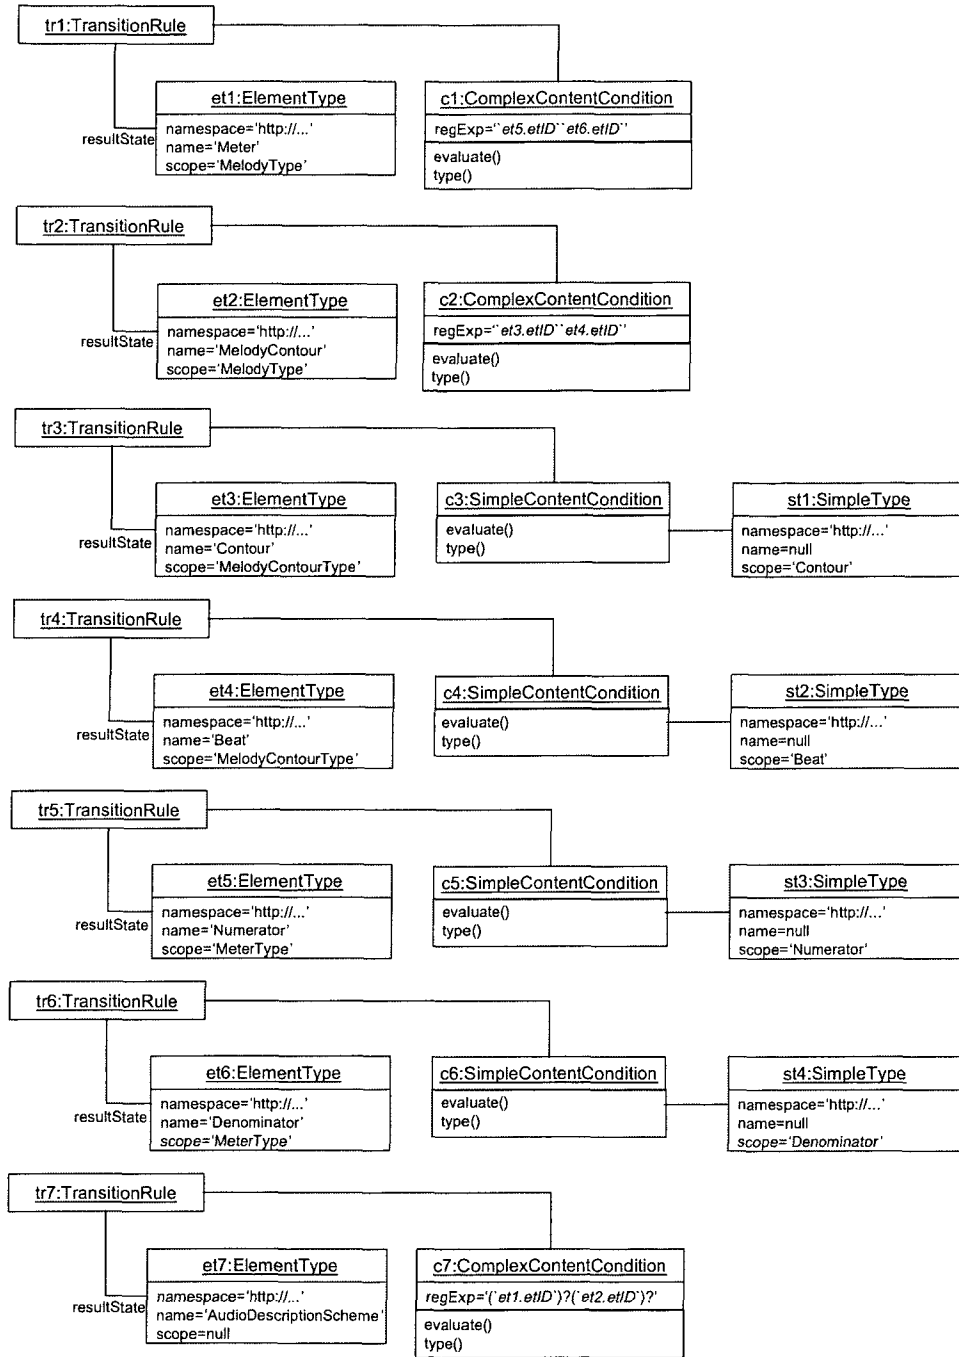 tr1:TransitionRule
et1:ElementType
namespace='http://...'
name='Meter'
scope='MelodyType'
resultState
c1:ComplexContentCondition
regExp='`et5.etID``et6.etID`'
evaluate()
type()
tr2:TransitionRule
et2:ElementType
namespace='http://...'
name='MelodyContour'
scope='MelodyType'
resultState
c2:ComplexContentCondition
regExp='`et3.etID``et4.etID`'
evaluate()
type()
tr3:TransitionRule
et3:ElementType
namespace='http://...'
name='Contour'
scope='MelodyContourType'
resultState
c3:SimpleContentCondition
evaluate()
type()
st1:SimpleType
namespace='http://...'
name=null
scope='Contour'
tr4:TransitionRule
et4:ElementType
namespace='http://...'
name='Beat'
scope='MelodyContourType'
resultState
c4:SimpleContentCondition
evaluate()
type()
st2:SimpleType
namespace='http://...'
name=null
scope='Beat'
tr5:TransitionRule
et5:ElementType
namespace='http://...'
name='Numerator'
scope='MeterType'
resultState
c5:SimpleContentCondition
evaluate()
type()
st3:SimpleType
namespace='http://...'
name=null
scope='Numerator'
tr6:TransitionRule
et6:ElementType
namespace='http://...'
name='Denominator'
scope='MeterType'
resultState
c6:SimpleContentCondition
evaluate()
type()
st4:SimpleType
namespace='http://...'
name=null
scope='Denominator'
tr7:TransitionRule
et7:ElementType
namespace='http://...'
name='AudioDescriptionScheme'
scope=null
resultState
c7:ComplexContentCondition
regExp='(`et1.etID`)?(`et2.etID`)?'
evaluate()
type()